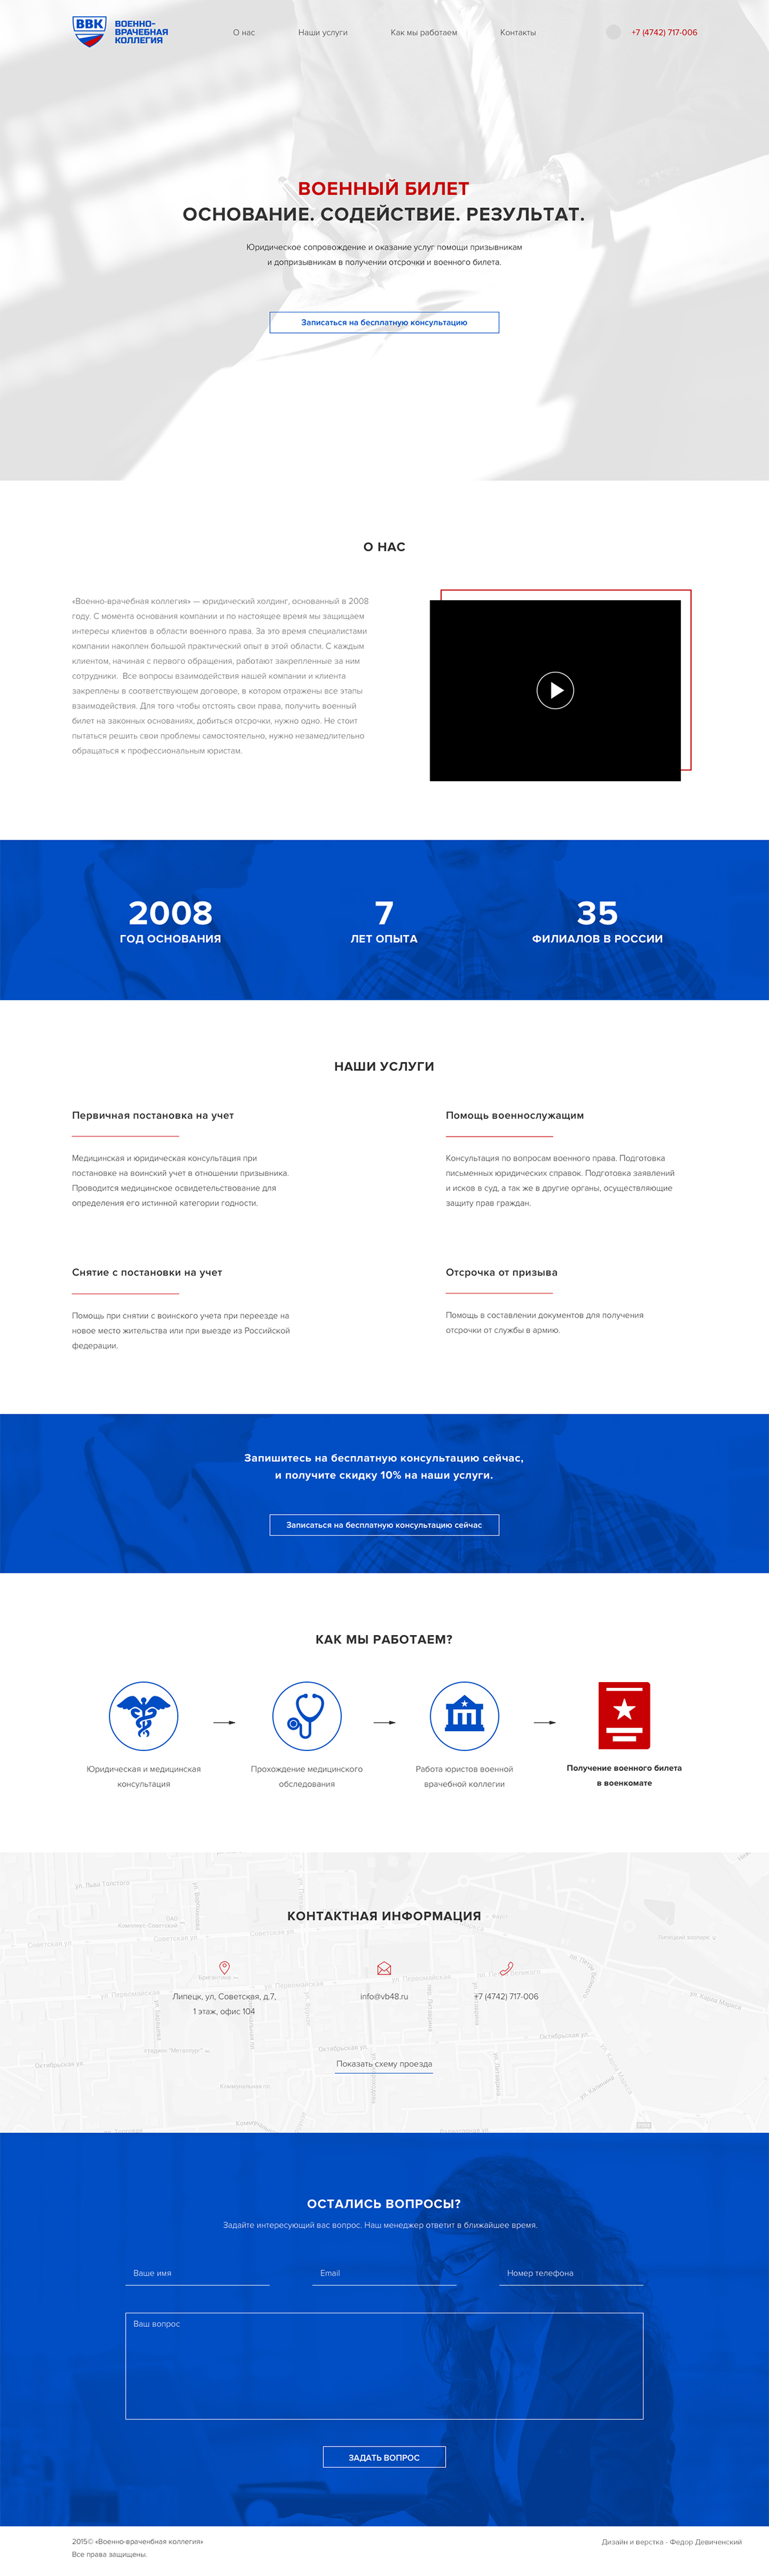 ВВК
ВОЕННО-
ВРАЧЕБНАЯ
КОЛЛЕГИЯ
О нас
Наши услуги
Как мы работаем
Контакты
+7 (4742) 717-006
ВОЕННЫЙ БИЛЕТ
ОСНОВАНИЕ. СОДЕЙСТВИЕ. РЕЗУЛЬТАТ.
Юридическое сопровождение и оказание услуг помощи призывникам
и допризывникам в получении отсрочки и военного билета.
Записаться на бесплатную консультацию
О НАС
«Военно-врачебная коллегия» — юридический холдинг, основанный в 2008
году. С момента основания компании и по настоящее время мы защищаем
интересы клиентов в области военного права. За это время специалистами
компании накоплен большой практический опыт в этой области. С каждым
клиентом, начиная с первого обращения, работают закрепленные за ним
сотрудники. Все вопросы взаимодействия нашей компании и клиента
закреплены в соответствующем договоре, в котором отражены все этапы
взаимодействия. Для того чтобы отстоять свои права, получить военный
билет на законных основаниях, добиться отсрочки, нужно одно. Не стоит
пытаться решить свои проблемы самостоятельно, нужно незамедлительно
обращаться к профессиональным юристам.
2008
ГОД ОСНОВАНИЯ
7
ЛЕТ ОПЫТА
35
ФИЛИАЛОВ В РОССИИ
НАШИ УСЛУГИ
Первичная постановка на учет
Медицинская и юридическая консультация при
постановке на воинский учет в отношении призывника.
Проводится медицинское освидетельствование для
определения его истинной категории годности.
Помощь военнослужащим
Консультация по вопросам военного права. Подготовка
письменных юридических справок. Подготовка заявлений
и исков в суд, а так же в другие органы, осуществляющие
защиту прав граждан.
Снятие с постановки на учет
Помощь при снятии с воинского учета при переезде на
новое место жительства или при выезде из Российской
федерации.
Отсрочка от призыва
Помощь в составлении документов для получения
отсрочки от службы в армию.
Запишитесь на бесплатную консультацию сейчас,
и получите скидку 10% на наши услуги.
Записаться на бесплатную консультацию сейчас
КАК МЫ РАБОТАЕМ?
Юридическая и медицинская
консультация
Прохождение медицинского
обследования
Работа юристов военной
врачебной коллегии
Получение военного билета
в военкомате
КОНТАКТНАЯ ИНФОРМАЦИЯ
Липецк, ул, Советская, д.7,
1 этаж, офис 104
info@vb48.ru
+7 (4742) 717-006
Показать схему проезда
ОСТАЛИСЬ ВОПРОСЫ?
Задайте интересующий вас вопрос. Наш менеджер ответит в ближайшее время.
Ваше имя
Email
Номер телефона
Ваш вопрос
ЗАДАТЬ ВОПРОС
2015© «Военно-враченбная коллегия»
Все права защищены.
Дизайн и верстка - Федор Девиченский